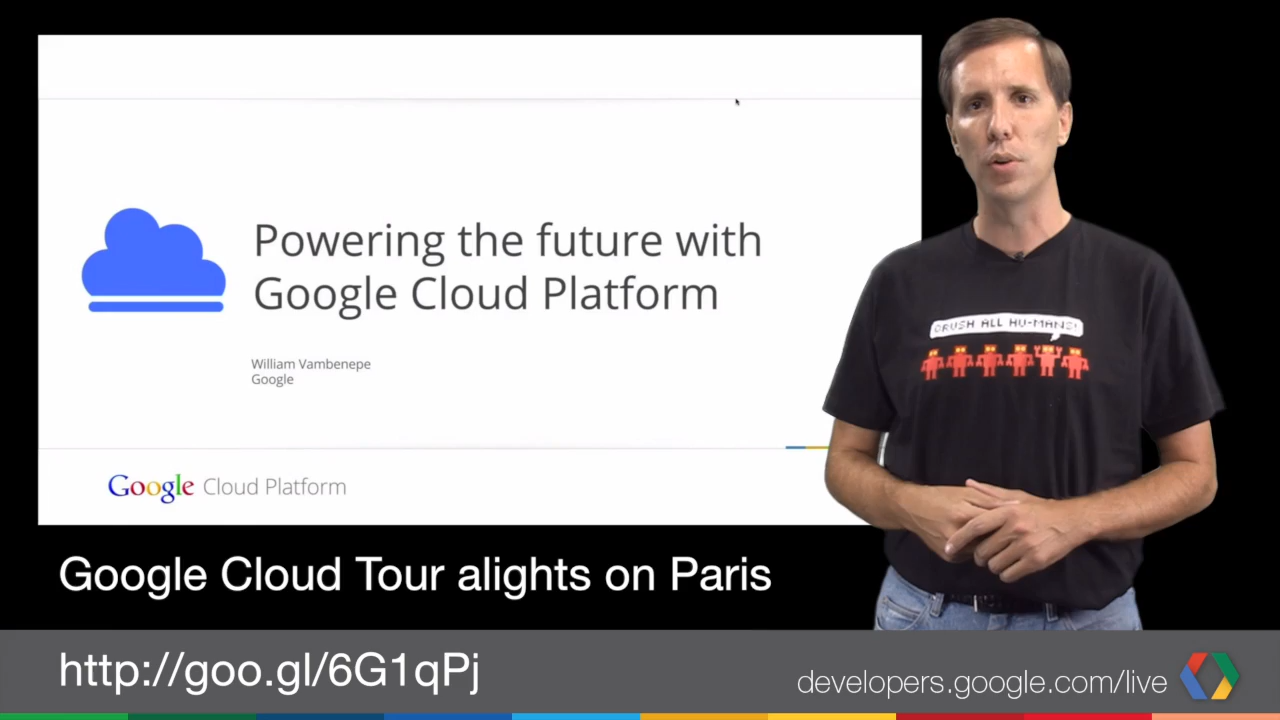 Powering the future with
Google Cloud Platform
William Vambenepe
Google
Google Cloud Platform
CRUSH ALL HU-MANS!
Google Cloud Tour alights on Paris
http://goo.gl/6G1qPj
developers.google.com/live